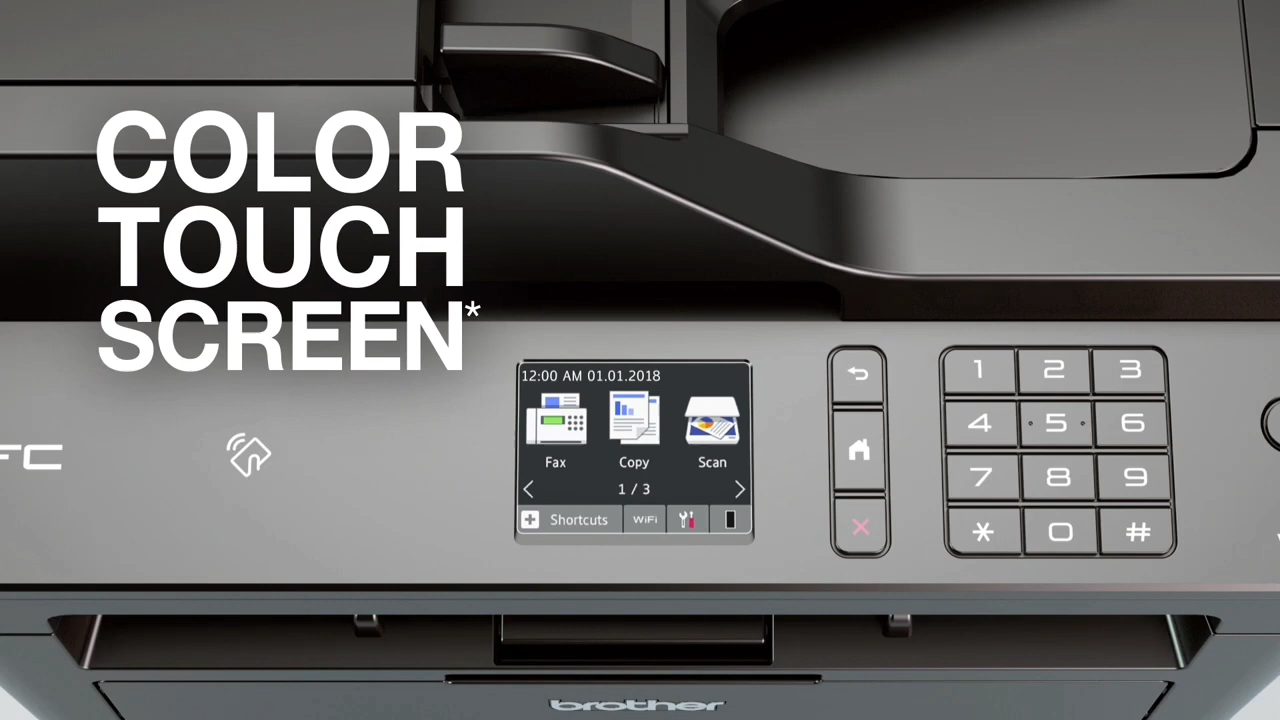 COLOR
TOUCH
SCREEN*
12:00 AM 01.01.2018
Fax Copy Scan
1 / 3
Shortcuts WiFi
1 2 3
4 5 6
7 8 9
* 0 #
FC
brother